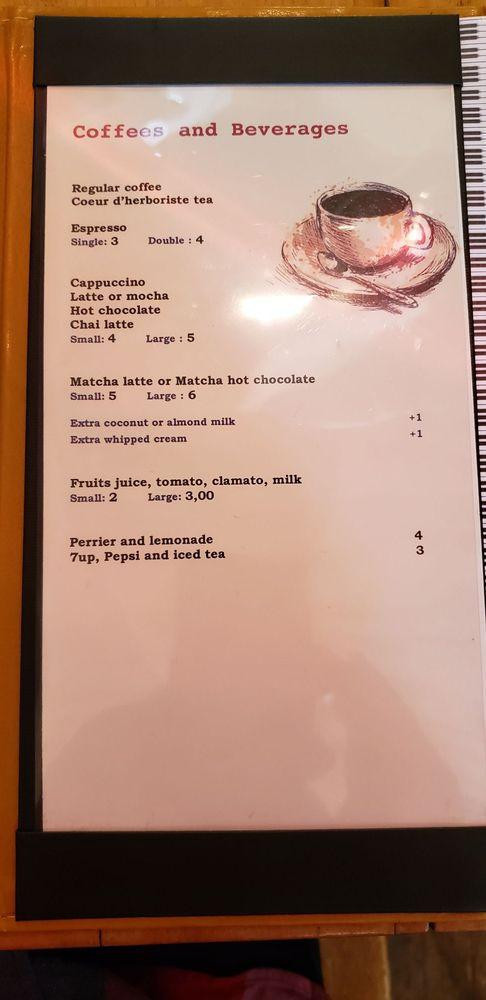 Coffees and Beverages
Regular coffee
Coeur d'herboriste tea
Espresso
Single: 3 Double : 4
Cappuccino
Latte or mocha
Hot chocolate
Chai latte
Small: 4 Large : 5
Matcha latte or Matcha hot chocolate
Small: 5 Large : 6
Extra coconut or almond milk +1
Extra whipped cream +1
Fruits juice, tomato, clamato, milk
Small: 2 Large: 3,00
Perrier and lemonade 4
7up, Pepsi and iced tea 3